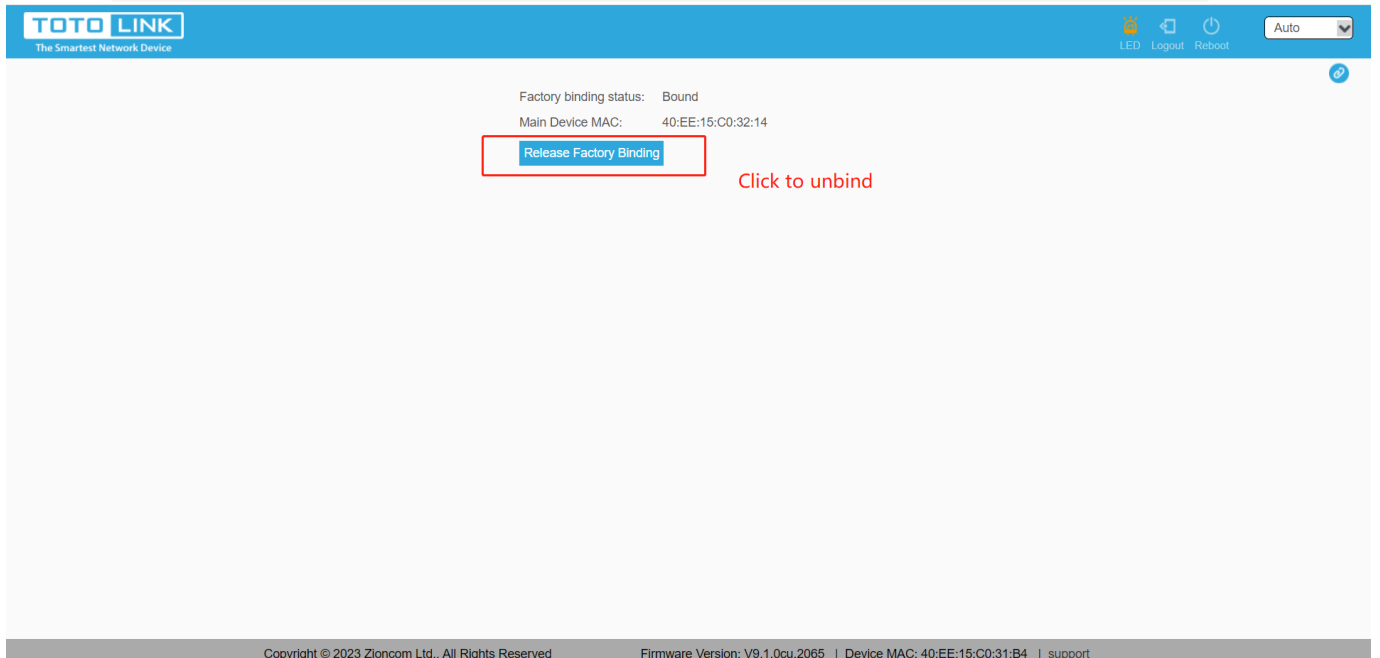 TOTO LINK
The Smartest Network Device
LED Logout Reboot
Auto
Factory binding status: Bound
Main Device MAC: 40:EE:15:C0:32:14
Release Factory Binding
Click to unbind
Copyright © 2023 Zioncom Ltd., All Rights Reserved Firmware Version: V9.1.0cu.2065 | Device MAC: 40:EE:15:C0:31:B4 | support